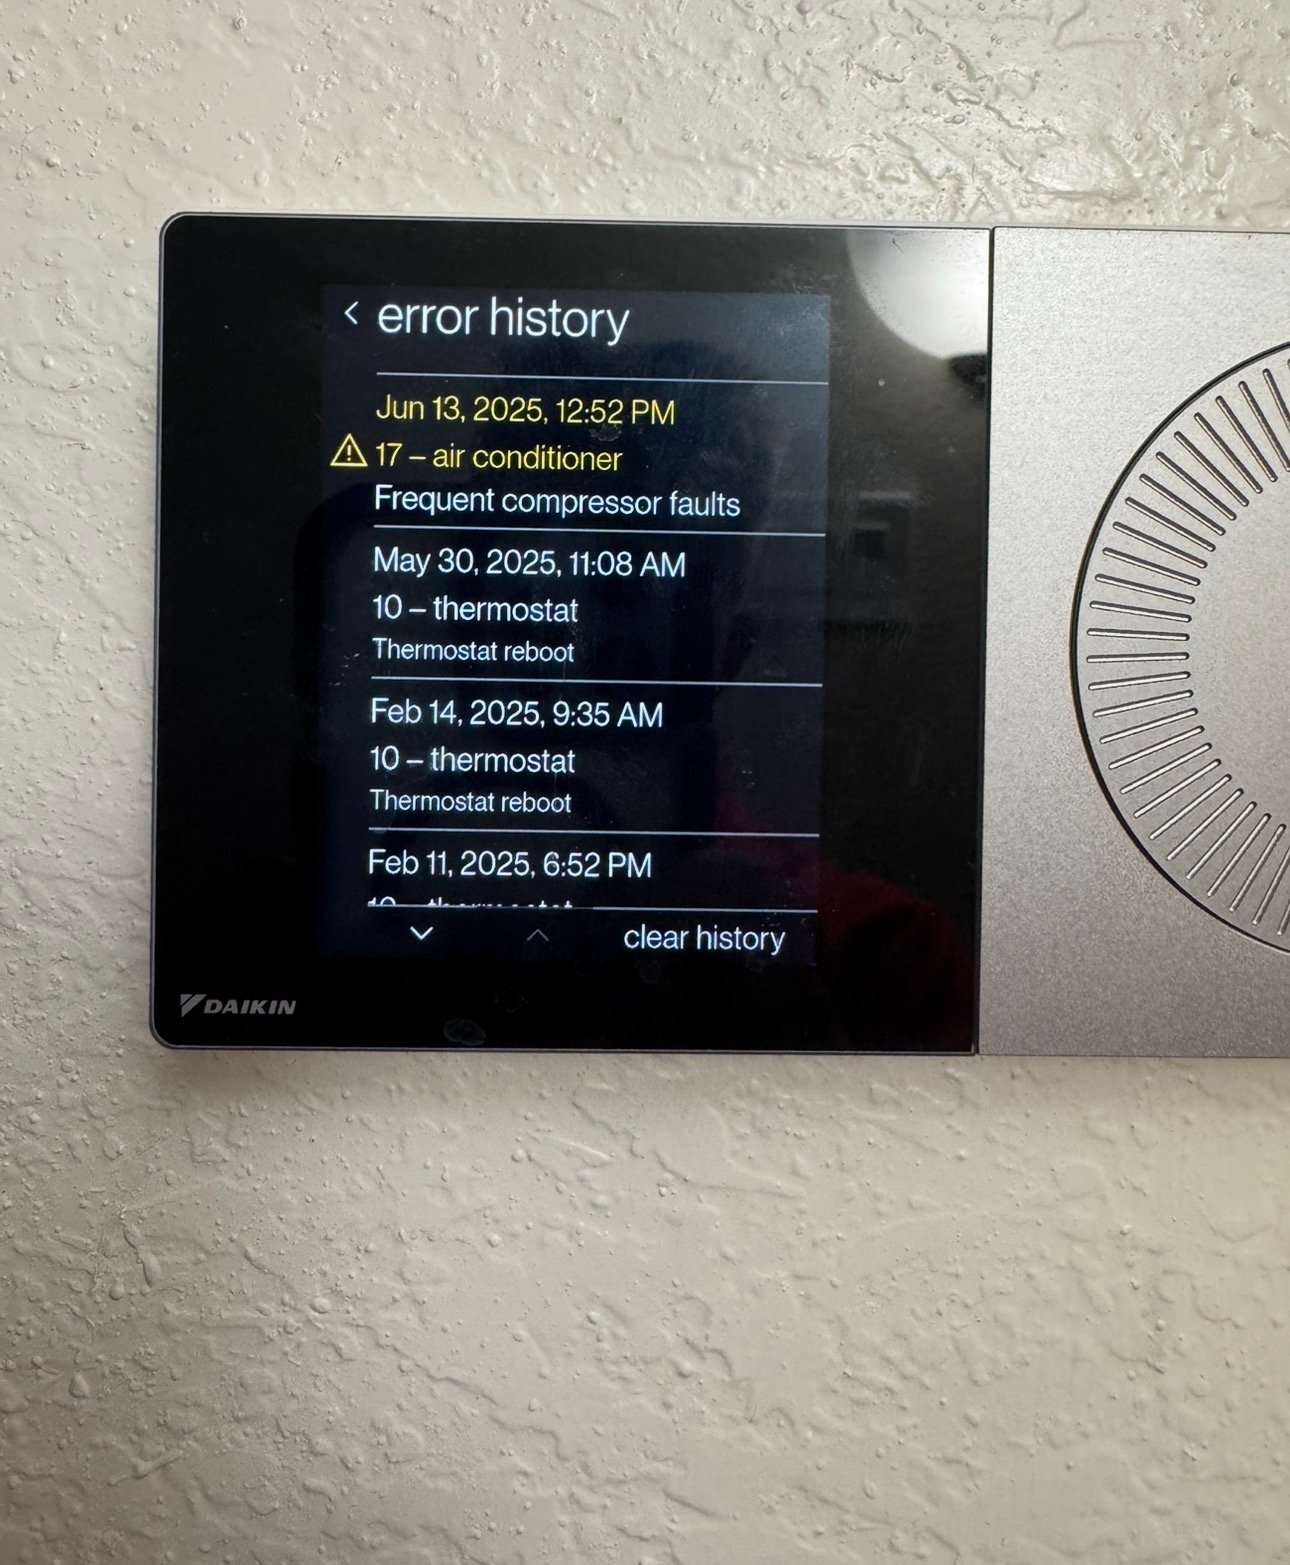 < error history
Jun 13, 2025, 12:52 PM
17 – air conditioner
Frequent compressor faults
May 30, 2025, 11:08 AM
10 – thermostat
Thermostat reboot
Feb 14, 2025, 9:35 AM
10 – thermostat
Thermostat reboot
Feb 11, 2025, 6:52 PM
10 – thermostat
clear history
DAIKIN